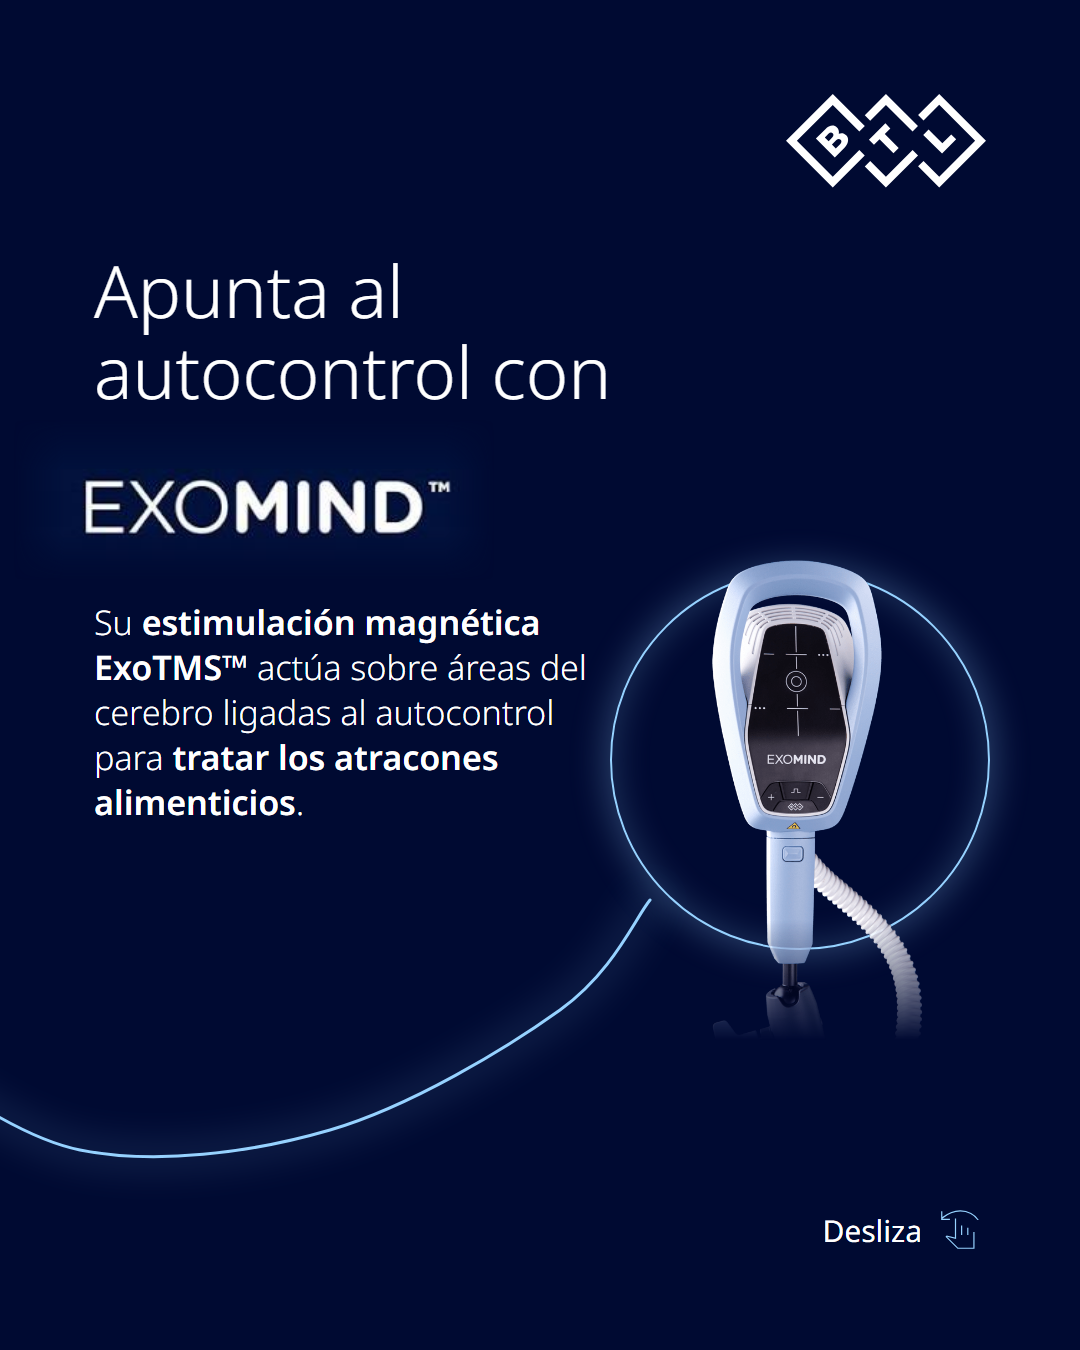 BTL
Apunta al
autocontrol con
EXOMIND™
Su estimulación magnética
ExoTMS™ actúa sobre áreas del
cerebro ligadas al autocontrol
para tratar los atracones
alimenticios.
EXOMIND
Desliza